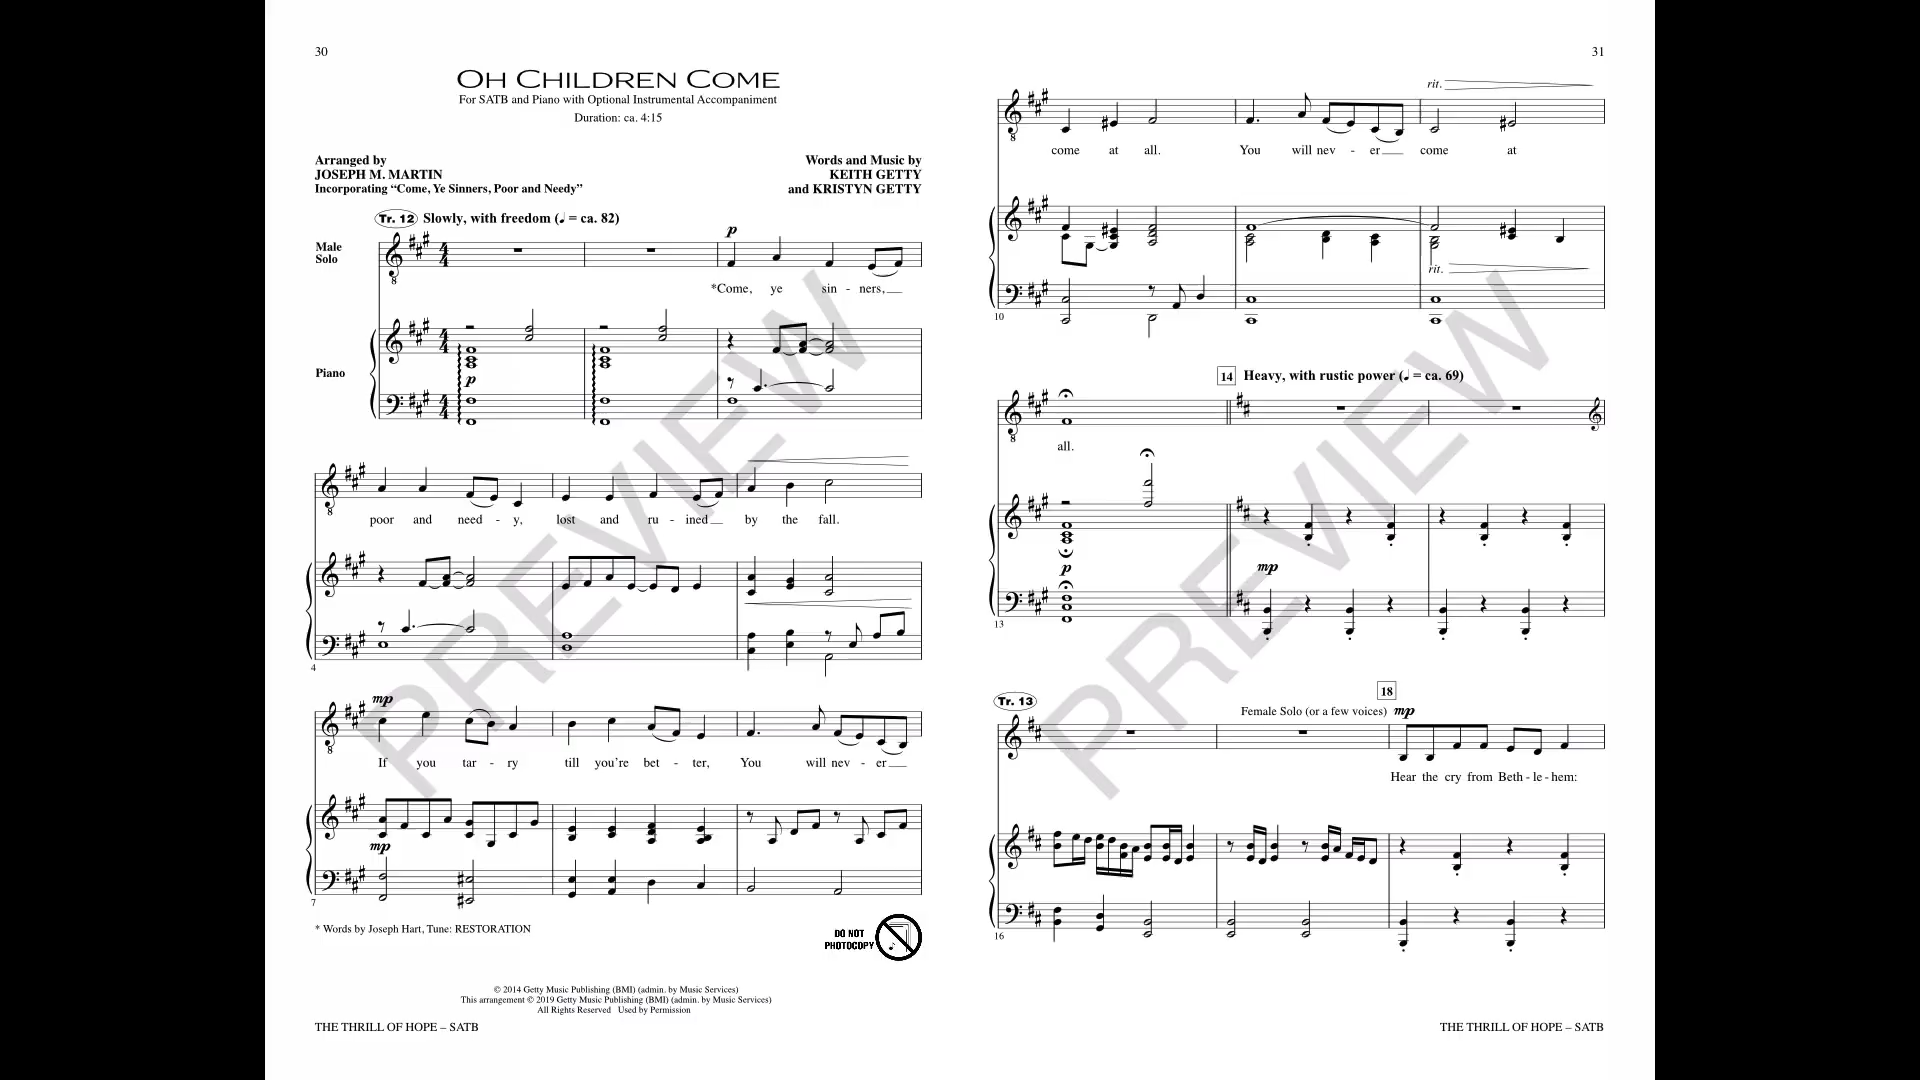 30
OH CHILDREN COME
For SATB and Piano with Optional Instrumental Accompaniment
Duration: ca. 4:15
Arranged by
JOSEPH M. MARTIN
Incorporating “Come, Ye Sinners, Poor and Needy”
Words and Music by
KEITH GETTY
and KRISTYN GETTY
Tr. 12 Slowly, with freedom (♩ = ca. 82)
Male
Solo
p
*Come, ye sin - ners,
Piano
p
poor and need - y, lost and ru - ined by the fall.
4
mp
If you tar - ry till you’re bet - ter, You will nev - er
mp
7
* Words by Joseph Hart, Tune: RESTORATION
DO NOT
PHOTOCOPY
© 2014 Getty Music Publishing (BMI) (admin. by Music Services)
This arrangement © 2019 Getty Music Publishing (BMI) (admin. by Music Services)
All Rights Reserved Used by Permission
THE THRILL OF HOPE – SATB
PREVIEW
31
rit.
come at all. You will nev - er come at
rit.
10
14 Heavy, with rustic power (♩ = ca. 69)
all.
p
mp
13
Tr. 13
18
Female Solo (or a few voices) mp
Hear the cry from Beth - le - hem:
16
THE THRILL OF HOPE – SATB
PREVIEW